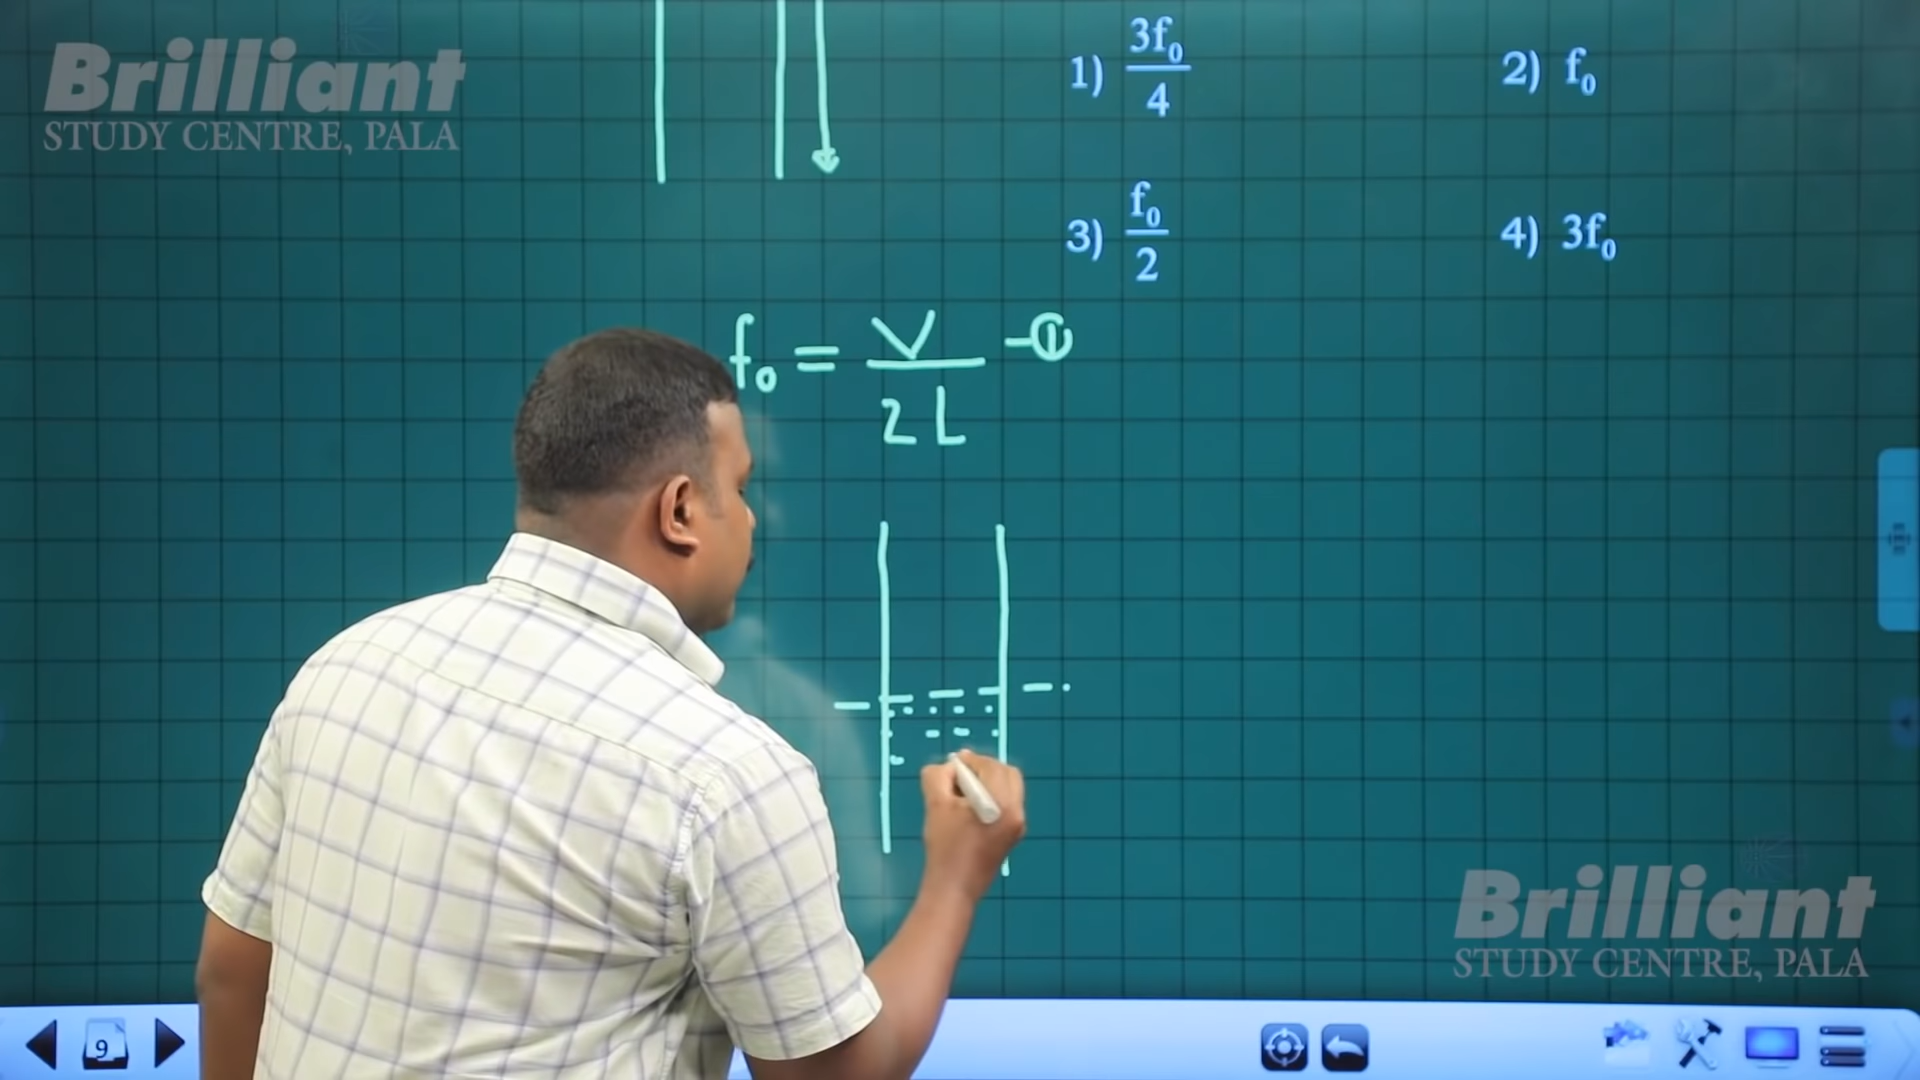 Brilliant
STUDY CENTRE, PALA
1) 3f₀/4
2) f₀
3) f₀/2
4) 3f₀
f₀ = V/2L -①
Brilliant
STUDY CENTRE, PALA
9